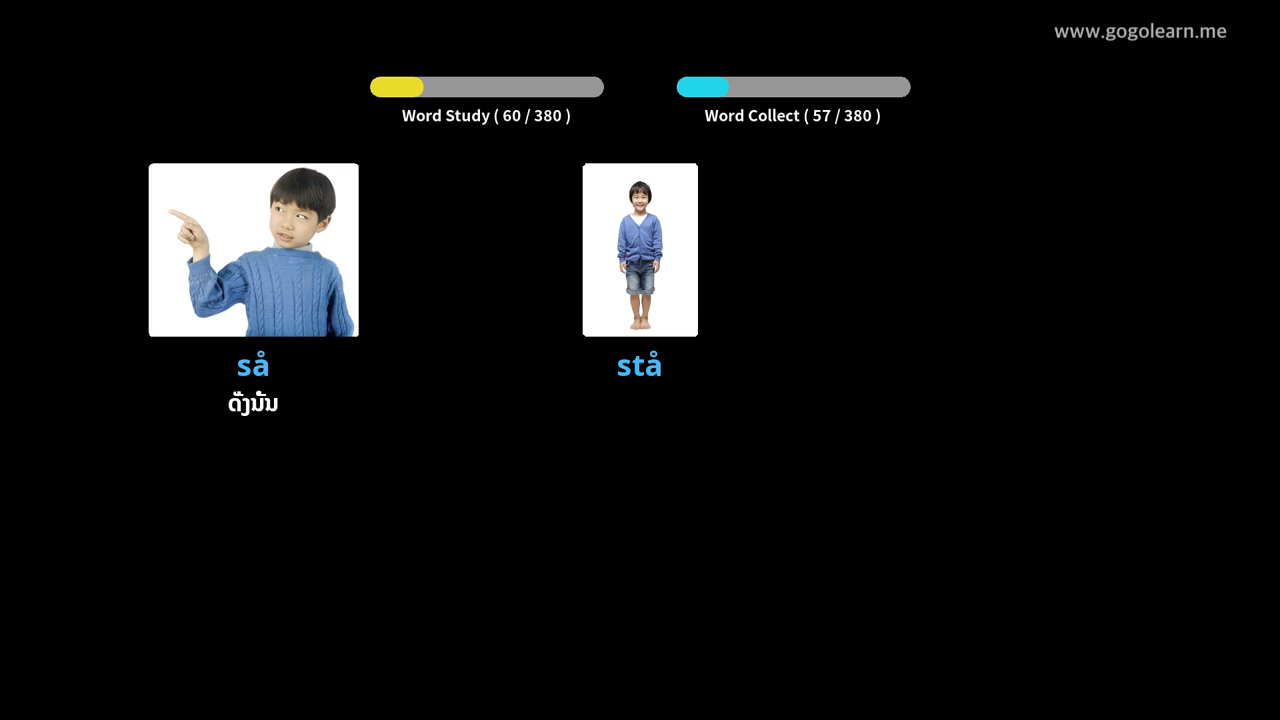 www.gogolearn.me
Word Study ( 60 / 380 )
Word Collect ( 57 / 380 )
så
stå
ດັ່ງນັ້ນ